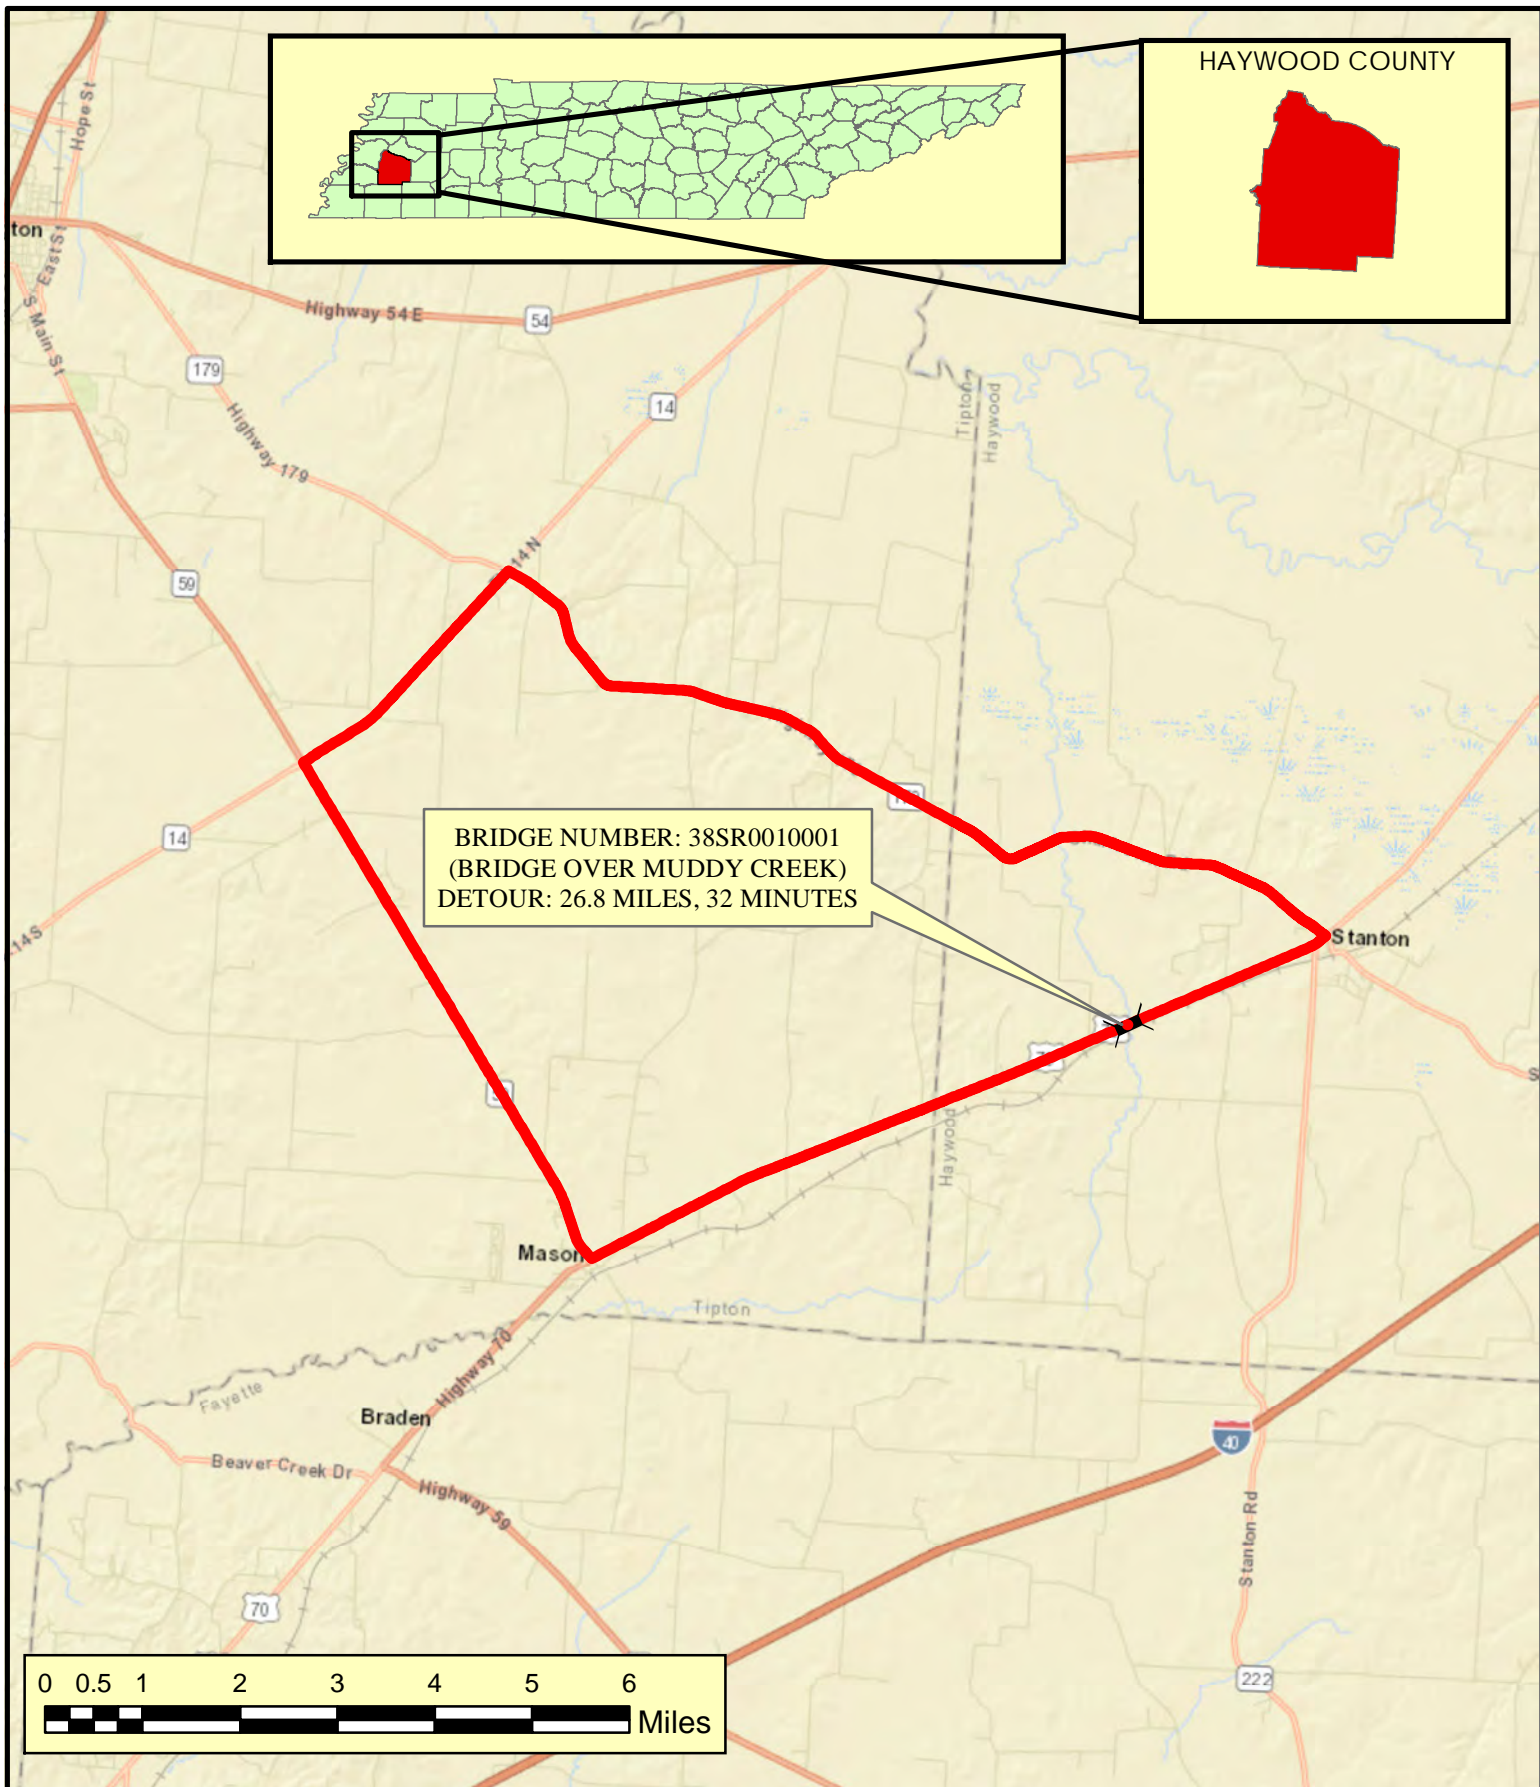 HAYWOOD COUNTY
Hope St
ton
East St
S Main St
Highway 54 E
54
179
Highway 179
14
Tipton
Haywood
14 N
59
14
14 S
BRIDGE NUMBER: 38SR0010001
(BRIDGE OVER MUDDY CREEK)
DETOUR: 26.8 MILES, 32 MINUTES
Stanton
Haywood
Mason
Tipton
Highway 70
Fayette
Braden
Beaver Creek Dr
Highway 59
40
Stanton Rd
70
222
0 0.5 1 2 3 4 5 6
Miles